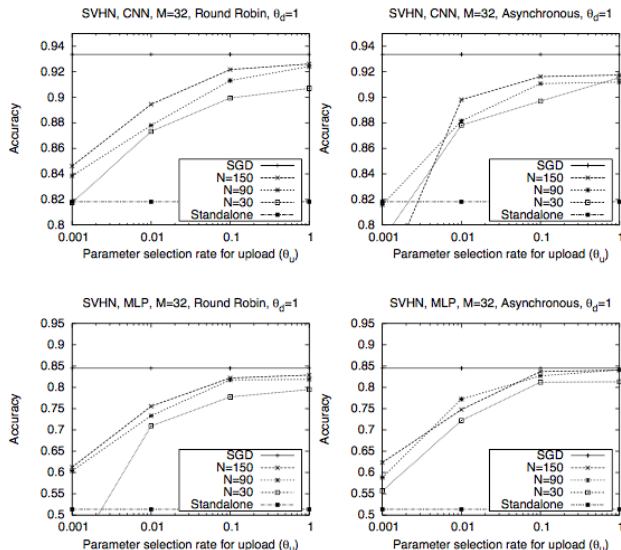 SVHN, CNN, M=32, Round Robin, θd=1
0.94
0.92
0.9
0.88
0.86
0.84
0.82
0.8
Accuracy
SGD
N=150
N=90
N=30
Standalone
0.001 0.01 0.1 1
Parameter selection rate for upload (θu)
SVHN, CNN, M=32, Asynchronous, θd=1
0.94
0.92
0.9
0.88
0.86
0.84
0.82
0.8
Accuracy
SGD
N=150
N=90
N=30
Standalone
0.001 0.01 0.1 1
Parameter selection rate for upload (θu)
SVHN, MLP, M=32, Round Robin, θd=1
0.95
0.9
0.85
0.8
0.75
0.7
0.65
0.6
0.55
0.5
Accuracy
SGD
N=150
N=90
N=30
Standalone
0.001 0.01 0.1 1
Parameter selection rate for upload (θu)
SVHN, MLP, M=32, Asynchronous, θd=1
0.95
0.9
0.85
0.8
0.75
0.7
0.65
0.6
0.55
0.5
Accuracy
SGD
N=150
N=90
N=30
Standalone
0.001 0.01 0.1 1
Parameter selection rate for upload (θu)